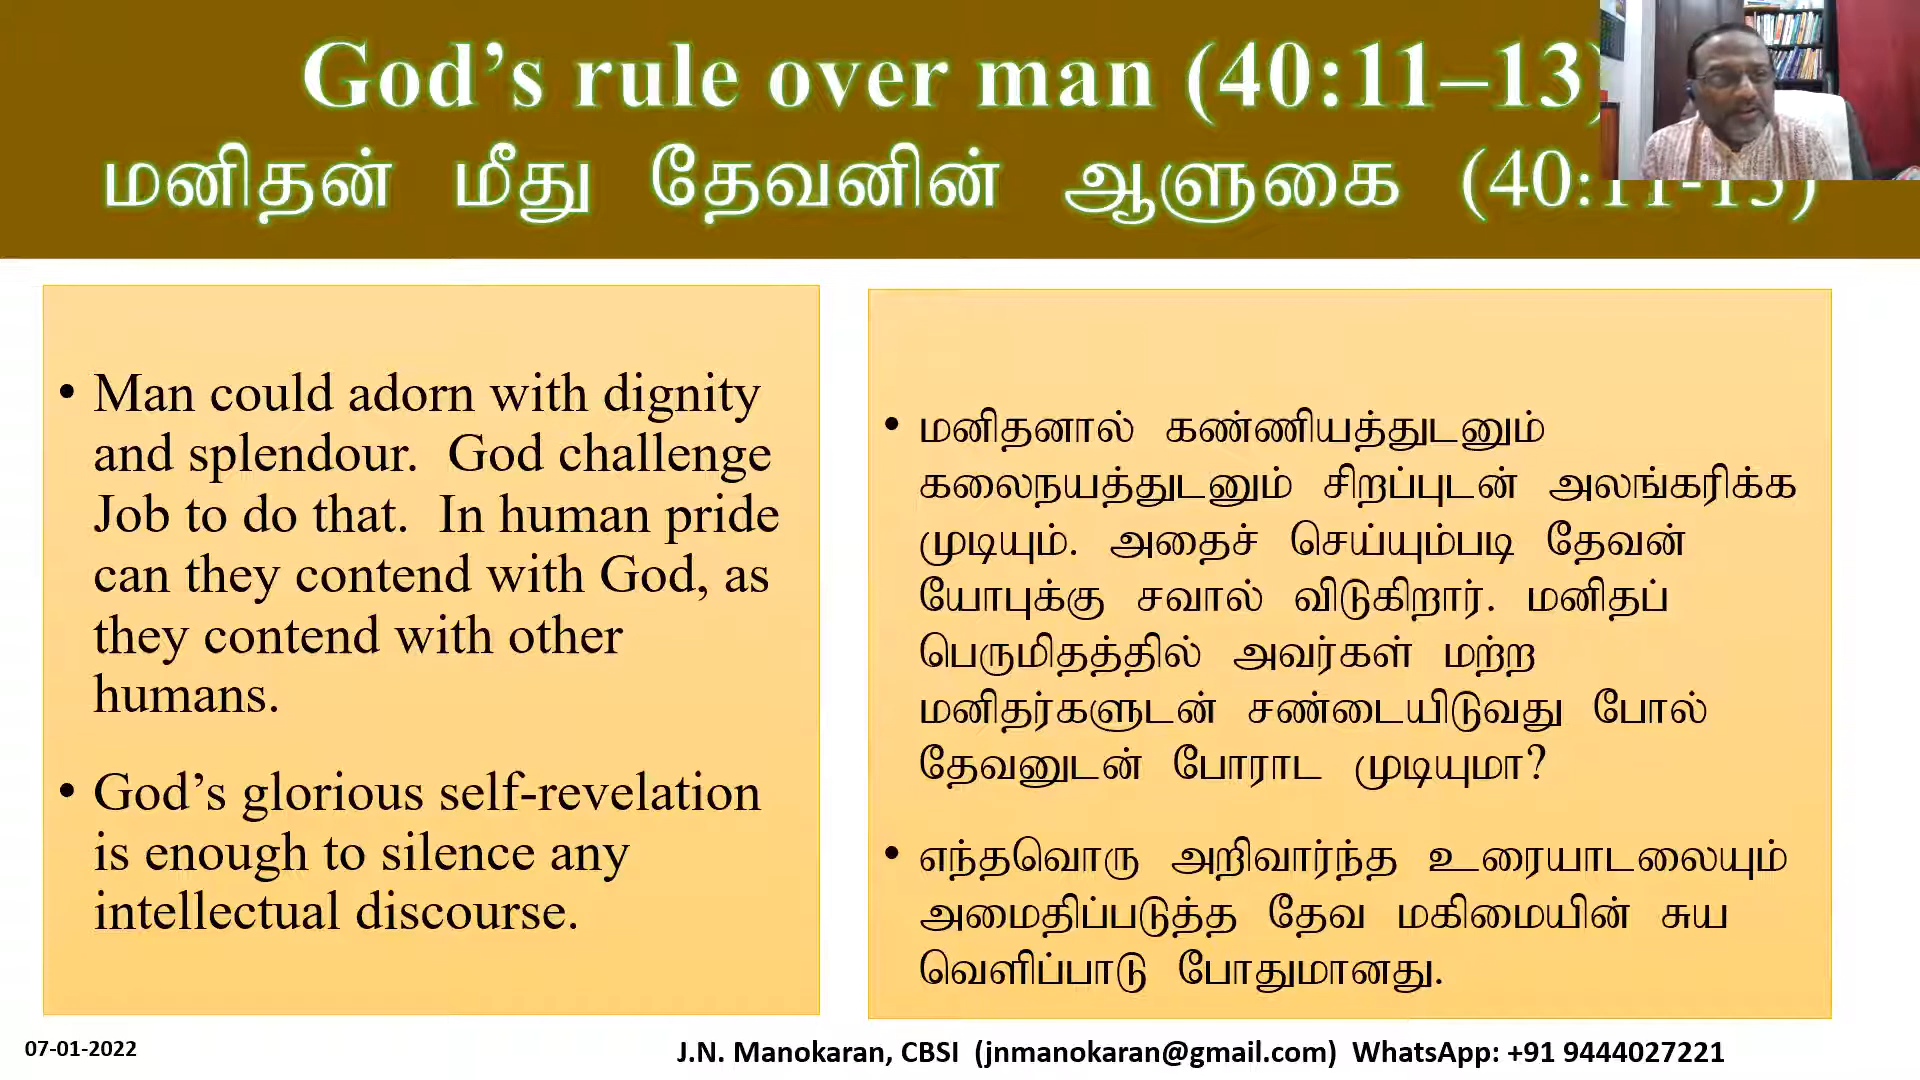 God’s rule over man (40:11–13)
மனிதன் மீது தேவனின் ஆளுகை (40:11-13)
• Man could adorn with dignity
and splendour.  God challenge
Job to do that.  In human pride
can they contend with God, as
they contend with other
humans.
• God’s glorious self-revelation
is enough to silence any
intellectual discourse.
• மனிதனால் கண்ணியத்துடனும்
கலைநயத்துடனும் சிறப்புடன் அலங்கரிக்க
முடியும். அதைச் செய்யும்படி தேவன்
யோபுக்கு சவால் விடுகிறார். மனிதப்
பெருமிதத்தில் அவர்கள் மற்ற
மனிதர்களுடன் சண்டையிடுவது போல்
தேவனுடன் போராட முடியுமா?
• எந்தவொரு அறிவார்ந்த உரையாடலையும்
அமைதிப்படுத்த தேவ மகிமையின் சுய
வெளிப்பாடு போதுமானது.
07-01-2022
J.N. Manokaran, CBSI  (jnmanokaran@gmail.com)  WhatsApp: +91 9444027221